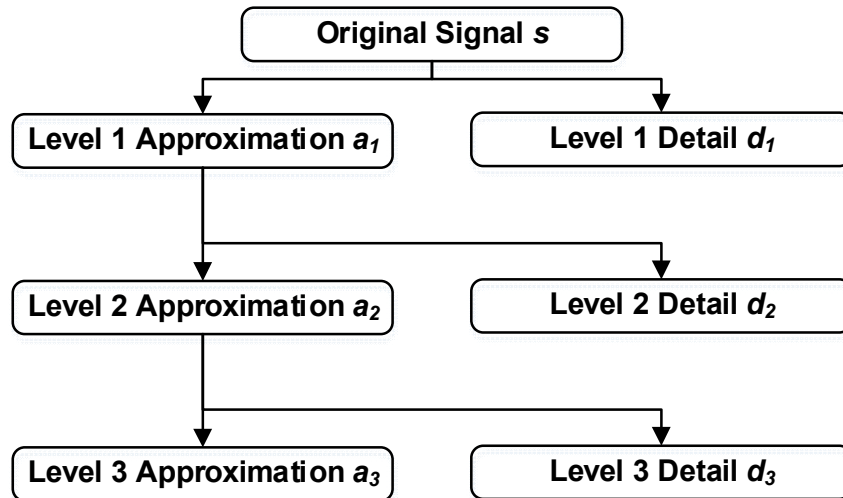 Original Signal s
Level 1 Approximation a₁
Level 1 Detail d₁
Level 2 Approximation a₂
Level 2 Detail d₂
Level 3 Approximation a₃
Level 3 Detail d₃